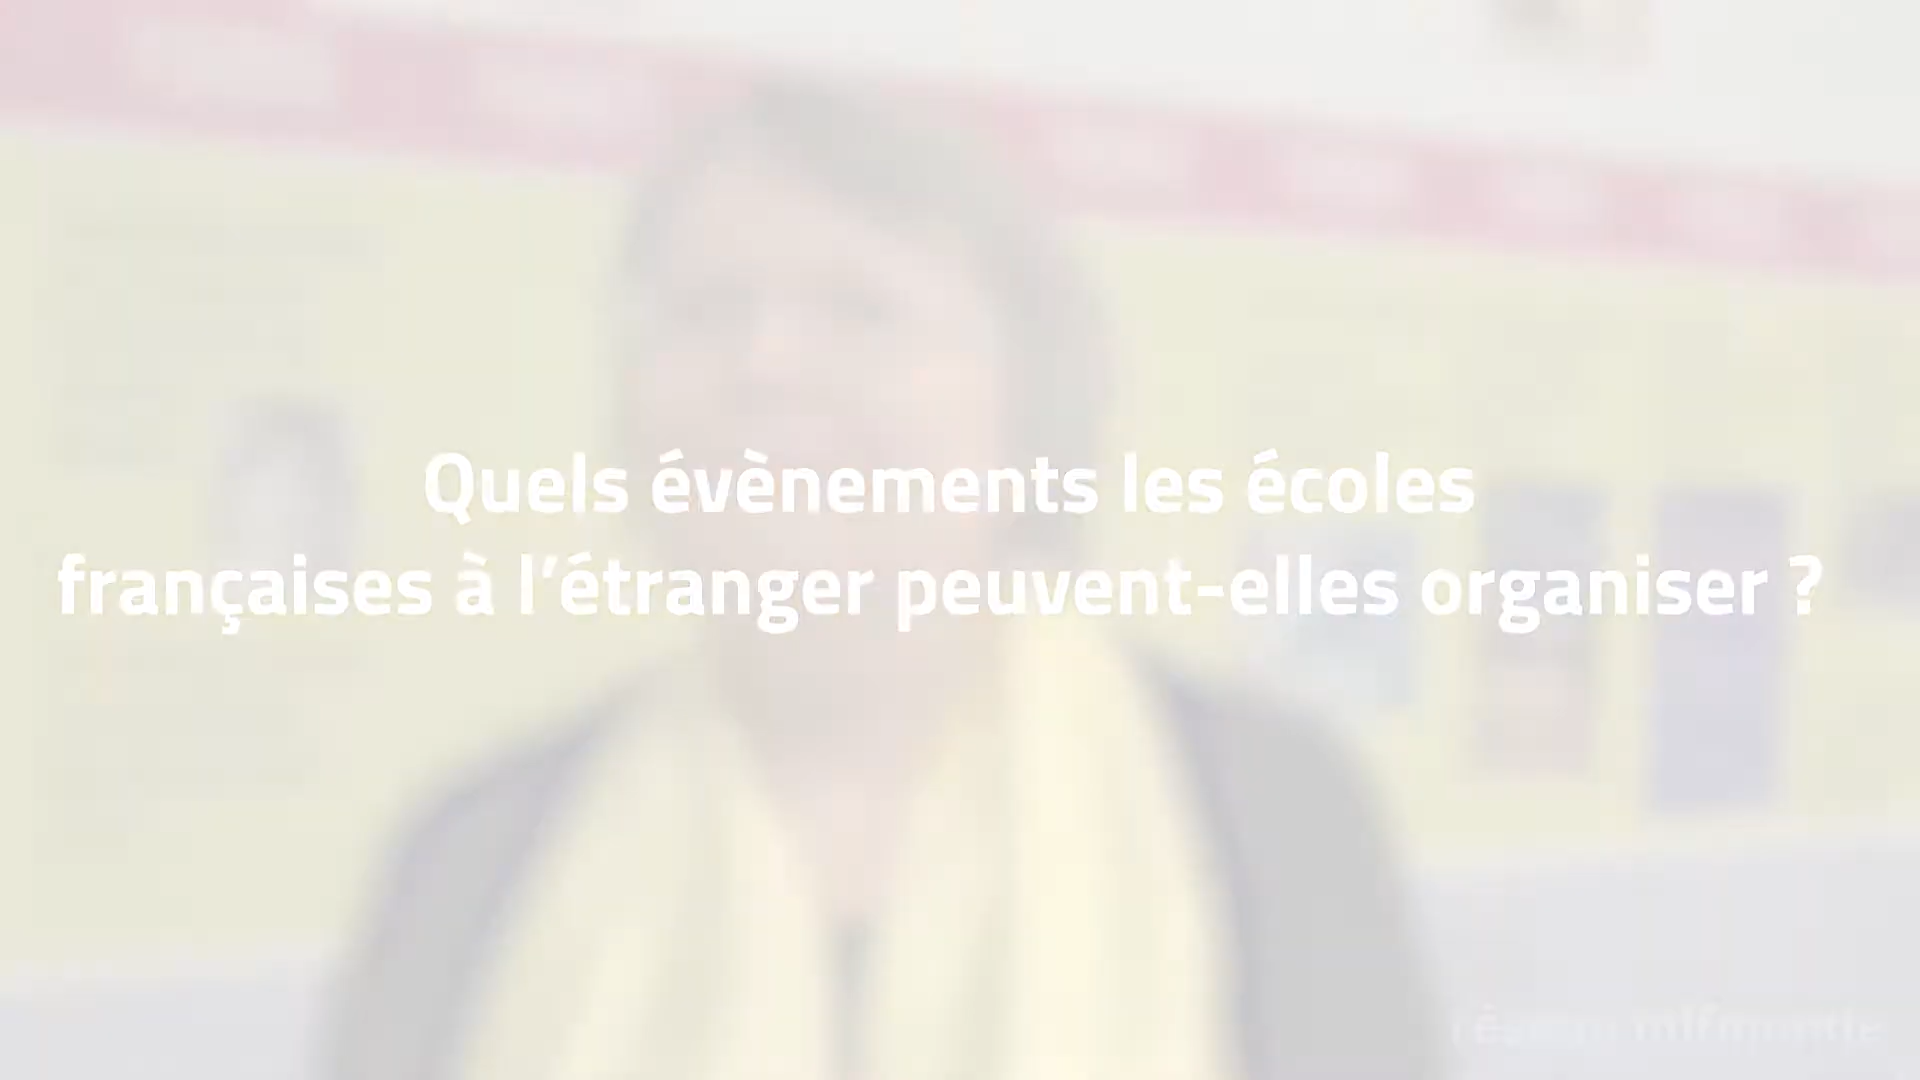 Quels évènements les écoles
françaises à l’étranger peuvent-elles organiser ?